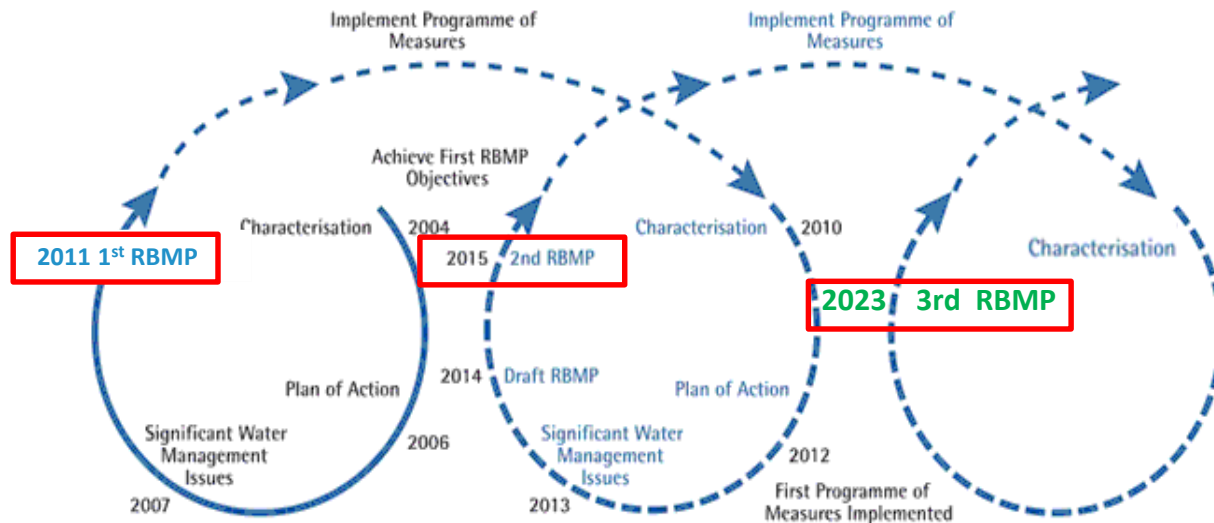 Implement Programme of
Measures
Implement Programme of
Measures
Achieve First RBMP
Objectives
Characterisation
2004
2011 1st RBMP
2015 2nd RBMP
Characterisation
2010
Characterisation
2023 3rd RBMP
Plan of Action
2014
Draft RBMP
Plan of Action
Significant Water
Management
Issues
2006
2007
Significant Water
Management
Issues
2013
2012
First Programme of
Measures Implemented